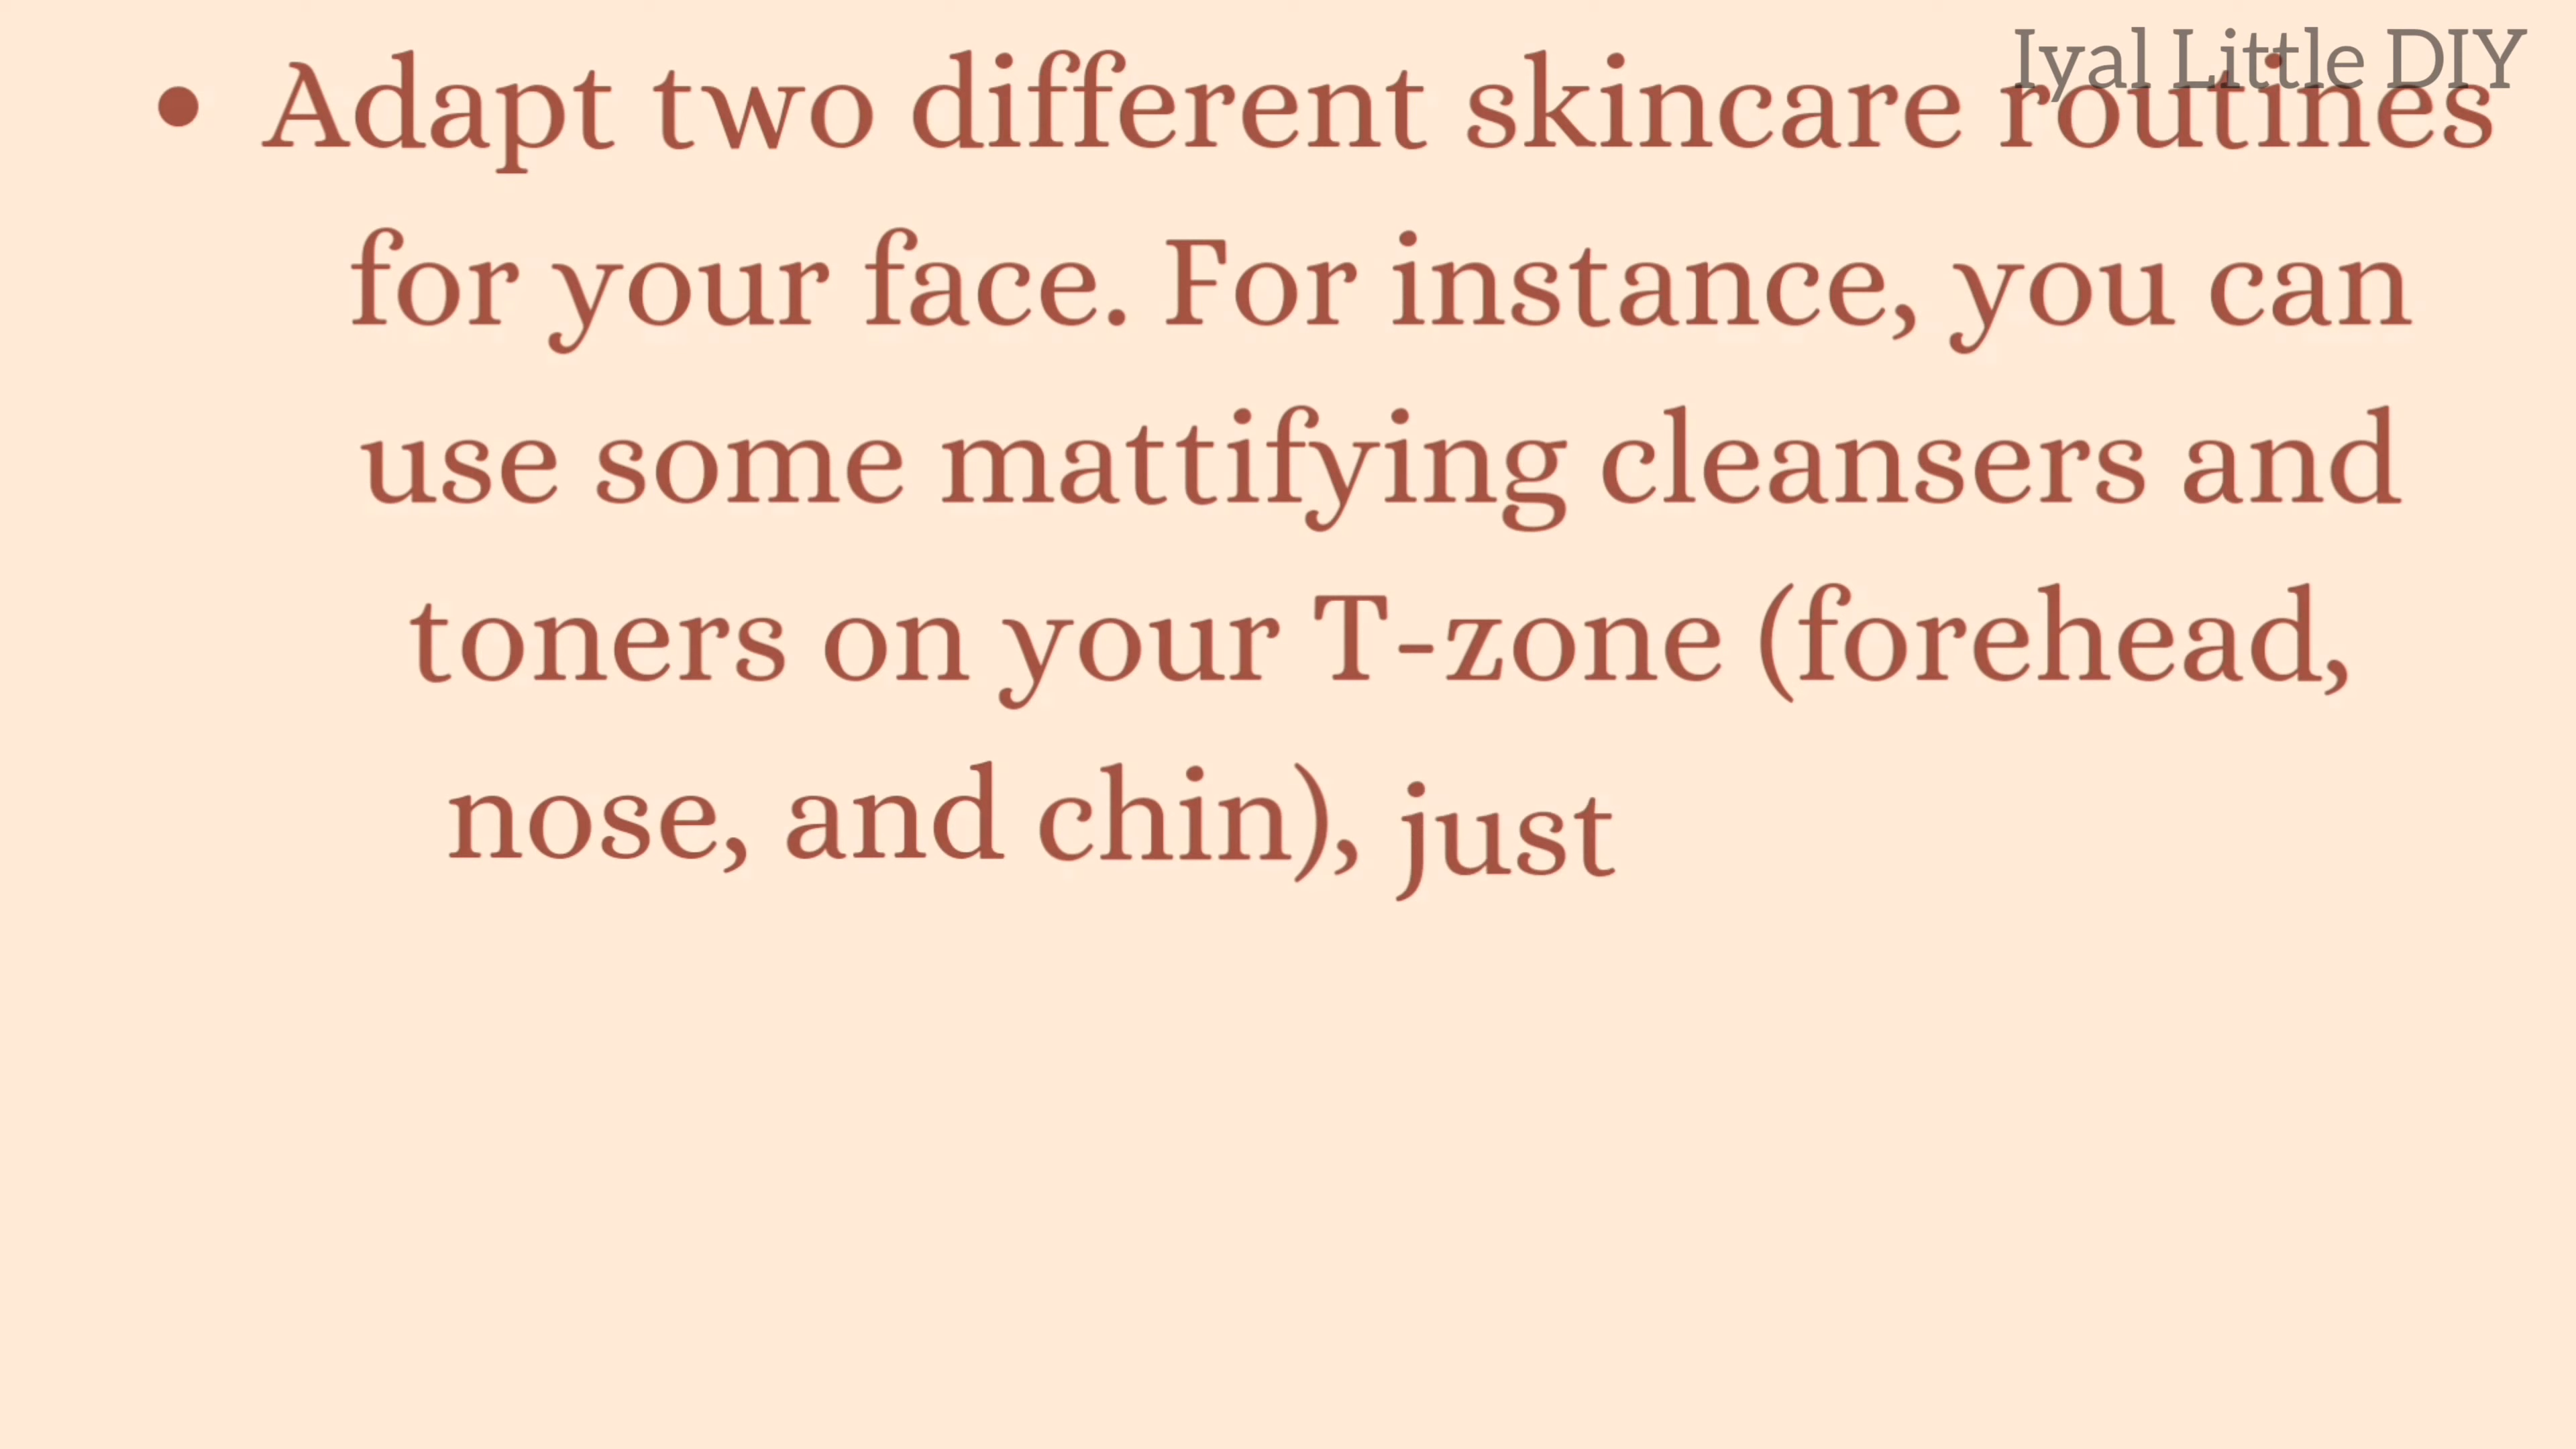 Iyal Little DIY
• Adapt two different skincare routines
for your face. For instance, you can
use some mattifying cleansers and
toners on your T-zone (forehead,
nose, and chin), just